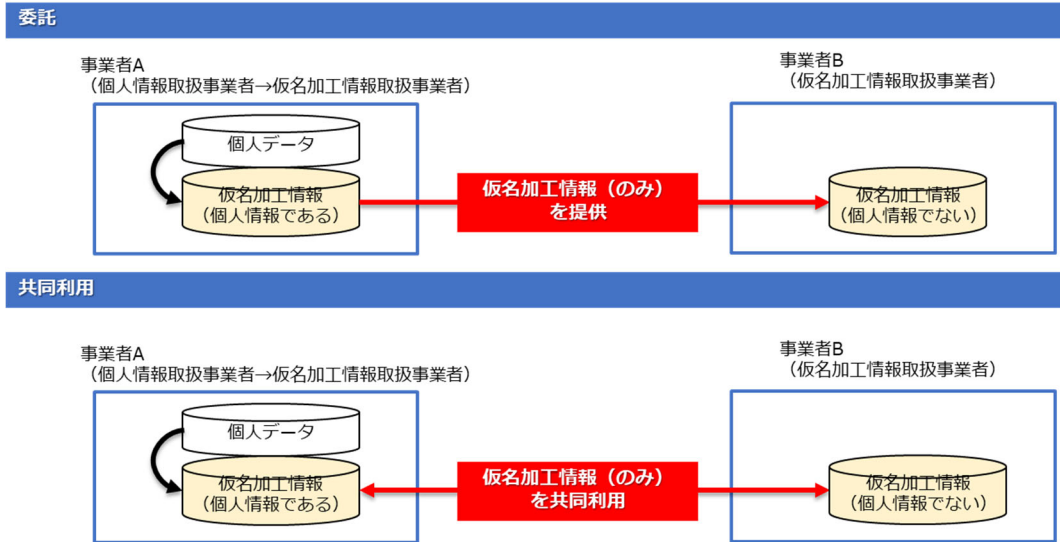 委託
事業者A
（個人情報取扱事業者→仮名加工情報取扱事業者）
事業者B
（仮名加工情報取扱事業者）
個人データ
仮名加工情報
（個人情報である）
仮名加工情報（のみ）
を提供
仮名加工情報
（個人情報でない）
共同利用
事業者A
（個人情報取扱事業者→仮名加工情報取扱事業者）
事業者B
（仮名加工情報取扱事業者）
個人データ
仮名加工情報
（個人情報である）
仮名加工情報（のみ）
を共同利用
仮名加工情報
（個人情報でない）